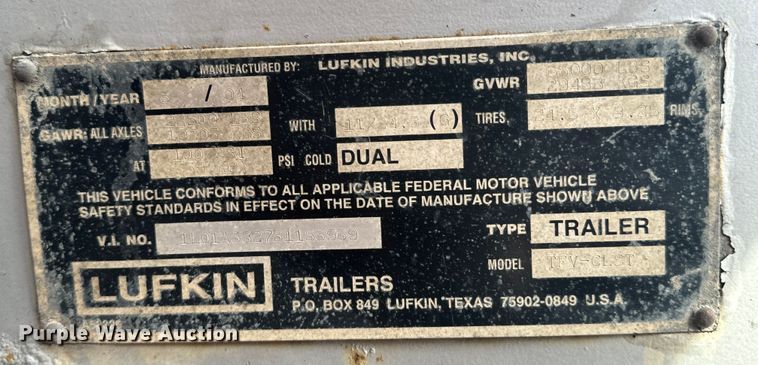 MANUFACTURED BY: LUFKIN INDUSTRIES, INC.
MONTH / YEAR / 04 GVWR
GAWR: ALL AXLES WITH (G) TIRES, RIMS,
AT PSI COLD DUAL
THIS VEHICLE CONFORMS TO ALL APPLICABLE FEDERAL MOTOR VEHICLE
SAFETY STANDARDS IN EFFECT ON THE DATE OF MANUFACTURE SHOWN ABOVE
V.I. NO. TYPE TRAILER
MODEL
LUFKIN TRAILERS
P.O. BOX 849 LUFKIN, TEXAS 75902-0849 U.S.A.
Purple Wave Auction